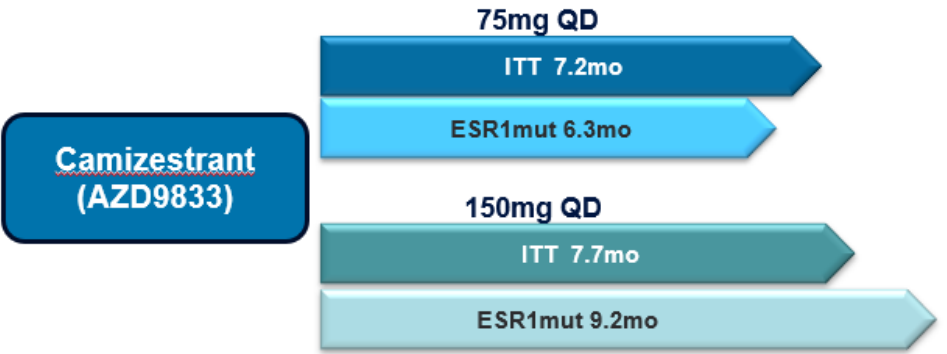 75mg QD
ITT 7.2mo
ESR1mut 6.3mo
Camizestrant
(AZD9833)
150mg QD
ITT 7.7mo
ESR1mut 9.2mo